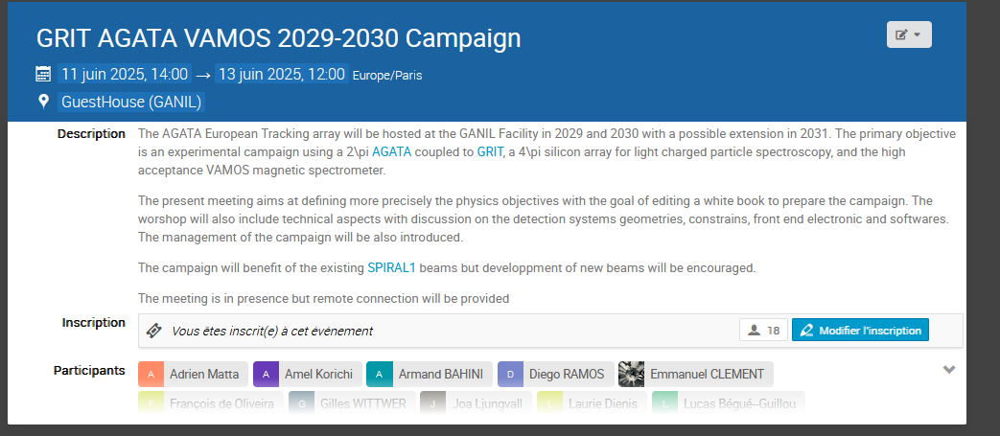 GRIT AGATA VAMOS 2029-2030 Campaign
11 juin 2025, 14:00 → 13 juin 2025, 12:00 Europe/Paris
GuestHouse (GANIL)
Description
The AGATA European Tracking array will be hosted at the GANIL Facility in 2029 and 2030 with a possible extension in 2031. The primary objective
is an experimental campaign using a 2\pi AGATA coupled to GRIT, a 4\pi silicon array for light charged particle spectroscopy, and the high
acceptance VAMOS magnetic spectrometer.
The present meeting aims at defining more precisely the physics objectives with the goal of editing a white book to prepare the campaign. The
worshop will also include technical aspects with discussion on the detection systems geometries, constrains, front end electronic and softwares.
The management of the campaign will be also introduced.
The campaign will benefit of the existing SPIRAL1 beams but developpment of new beams will be encouraged.
The meeting is in presence but remote connection will be provided
Inscription
Vous êtes inscrit(e) à cet événement
18
Modifier l'inscription
Participants
A Adrien Matta A Amel Korichi A Armand BAHINI D Diego RAMOS Emmanuel CLEMENT
F François de Oliveira G Gilles WITTWER J Joa Ljungvall L Laurie Dienis L Lucas Bégué--Guillou